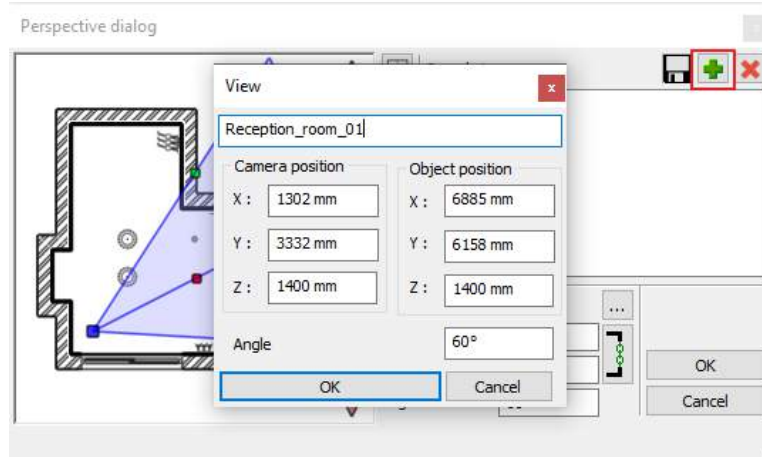 Perspective dialog
View
x
Reception_room_01
Camera position
Object position
X : 1302 mm
X : 6885 mm
Y : 3332 mm
Y : 6158 mm
Z : 1400 mm
Z : 1400 mm
...
Angle 60°
OK Cancel
OK
Cancel